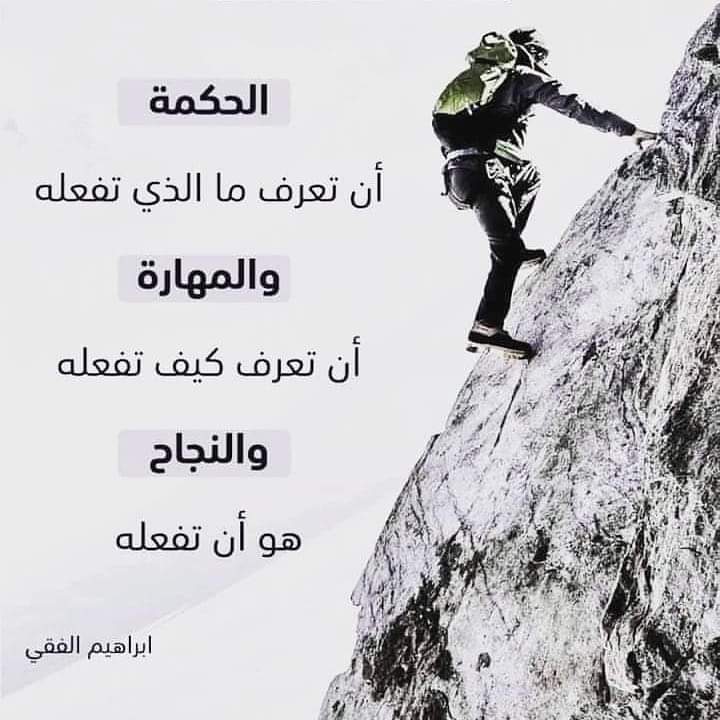 الحكمة
أن تعرف ما الذي تفعله
والمهارة
أن تعرف كيف تفعله
والنجاح
هو أن تفعله
ابراهيم الفقي